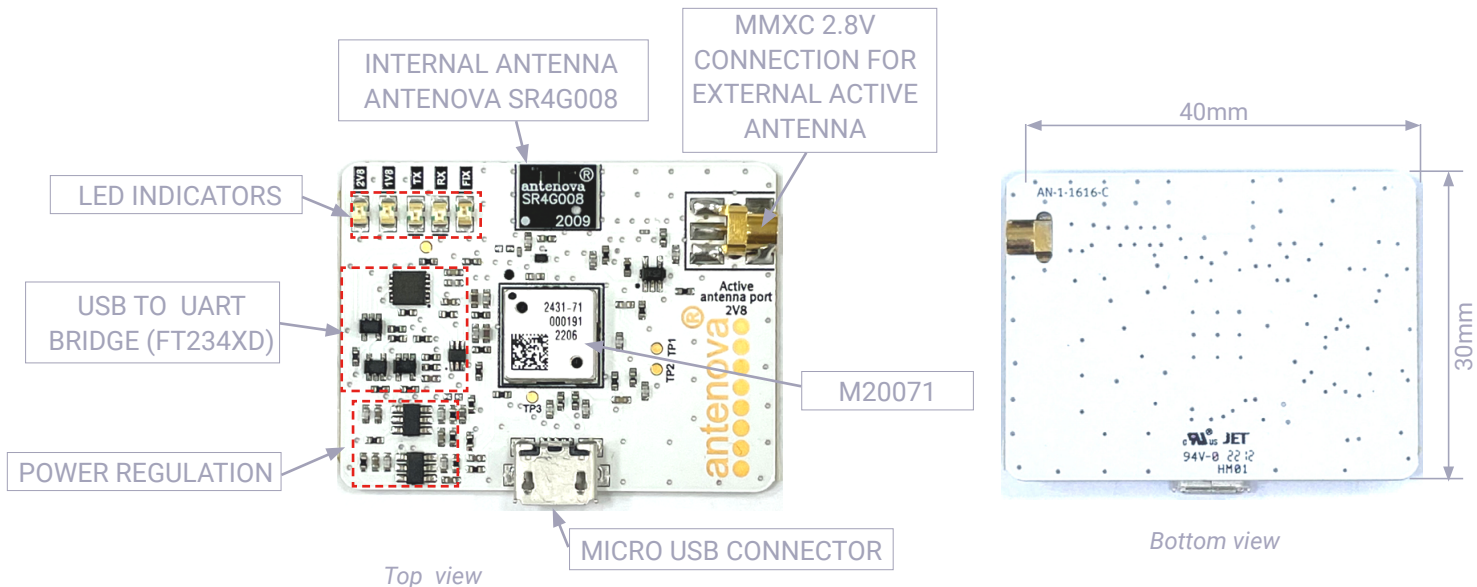 MMXC 2.8V
CONNECTION FOR
EXTERNAL ACTIVE
ANTENNA
INTERNAL ANTENNA
ANTENOVA SR4G008
LED INDICATORS
USB TO UART
BRIDGE (FT234XD)
POWER REGULATION
M20071
MICRO USB CONNECTOR
Top view
2V8
1V8
TX
RX
FIX
antenova®
SR4G008
2009
Active
antenna port
2V8
2431-71
000191
2206
TP1
TP2
TP3
antenova®
40mm
30mm
AN-1-1616-C
c RU® us JET
94V-0 2212
HM01
Bottom view